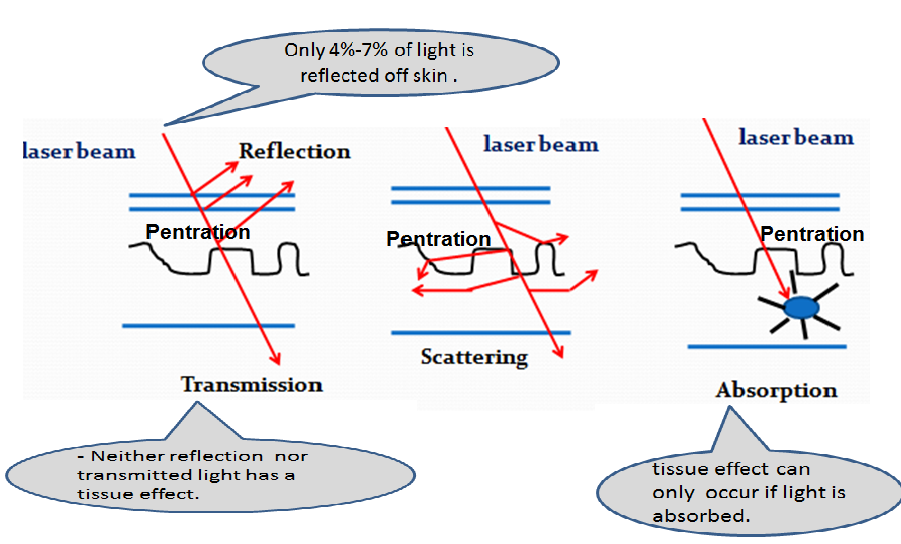 Only 4%-7% of light is
reflected off skin .
laser beam
Reflection
Pentration
Transmission
laser beam
Pentration
Scattering
laser beam
Pentration
Absorption
- Neither reflection nor
transmitted light has a
tissue effect.
tissue effect can
only occur if light is
absorbed.